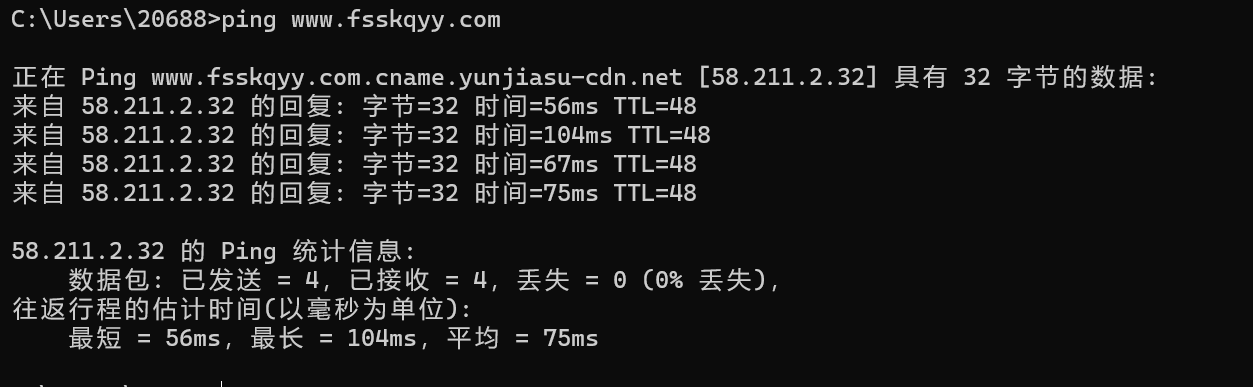 C:\Users\20688>ping www.fsskqyy.com
正在 Ping www.fsskqyy.com.cname.yunjiasu-cdn.net [58.211.2.32] 具有 32 字节的数据:
来自 58.211.2.32 的回复: 字节=32 时间=56ms TTL=48
来自 58.211.2.32 的回复: 字节=32 时间=104ms TTL=48
来自 58.211.2.32 的回复: 字节=32 时间=67ms TTL=48
来自 58.211.2.32 的回复: 字节=32 时间=75ms TTL=48
58.211.2.32 的 Ping 统计信息:
数据包: 已发送 = 4, 已接收 = 4, 丢失 = 0 (0% 丢失),
往返行程的估计时间(以毫秒为单位):
最短 = 56ms, 最长 = 104ms, 平均 = 75ms